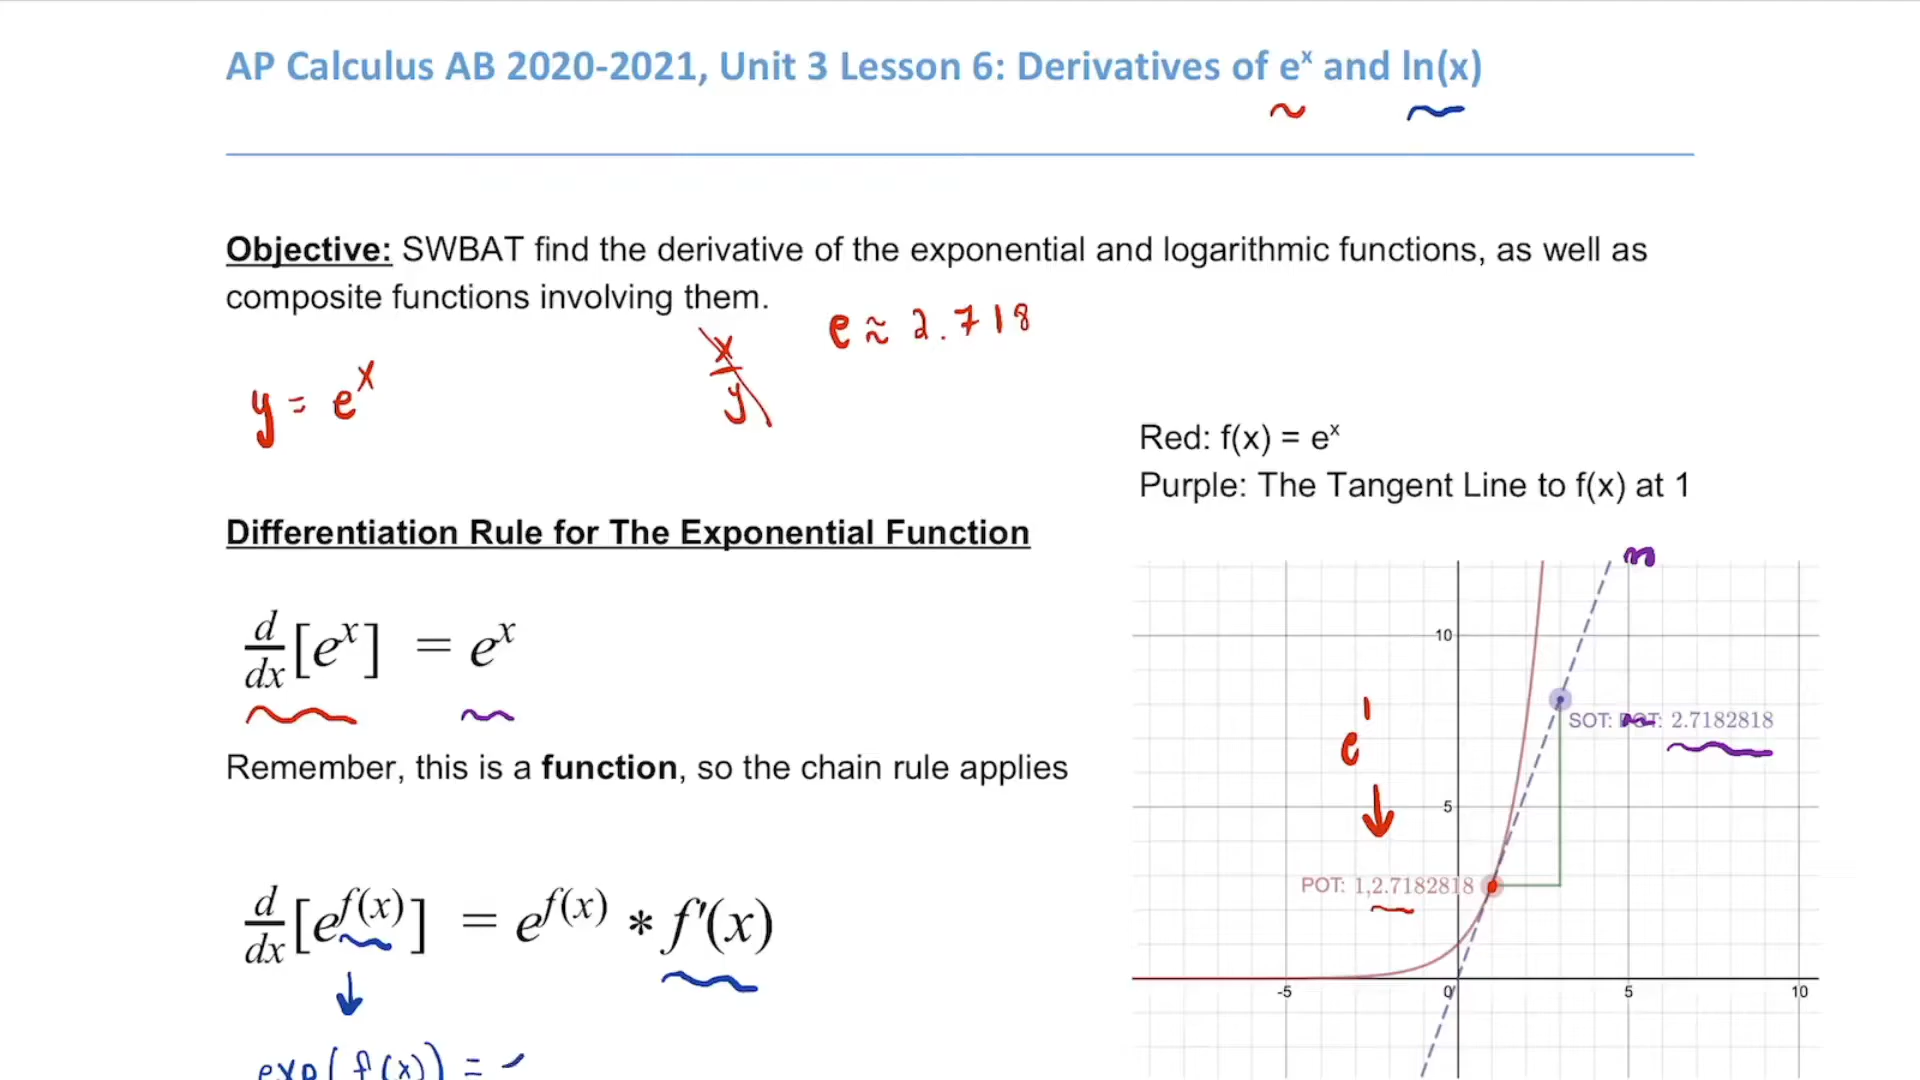 AP Calculus AB 2020-2021, Unit 3 Lesson 6: Derivatives of eˣ and ln(x)
Objective: SWBAT find the derivative of the exponential and logarithmic functions, as well as
composite functions involving them.
e ≈ 2.718
y = eˣ
x/y
Red: f(x) = eˣ
Purple: The Tangent Line to f(x) at 1
Differentiation Rule for The Exponential Function
d/dx [eˣ] = eˣ
Remember, this is a function, so the chain rule applies
d/dx [e^f(x)] = e^f(x) * f'(x)
exp(f(x)) =
m
10
SOT: 2.7182818
e¹
5
POT: 1,2.7182818
-5 0 5 10